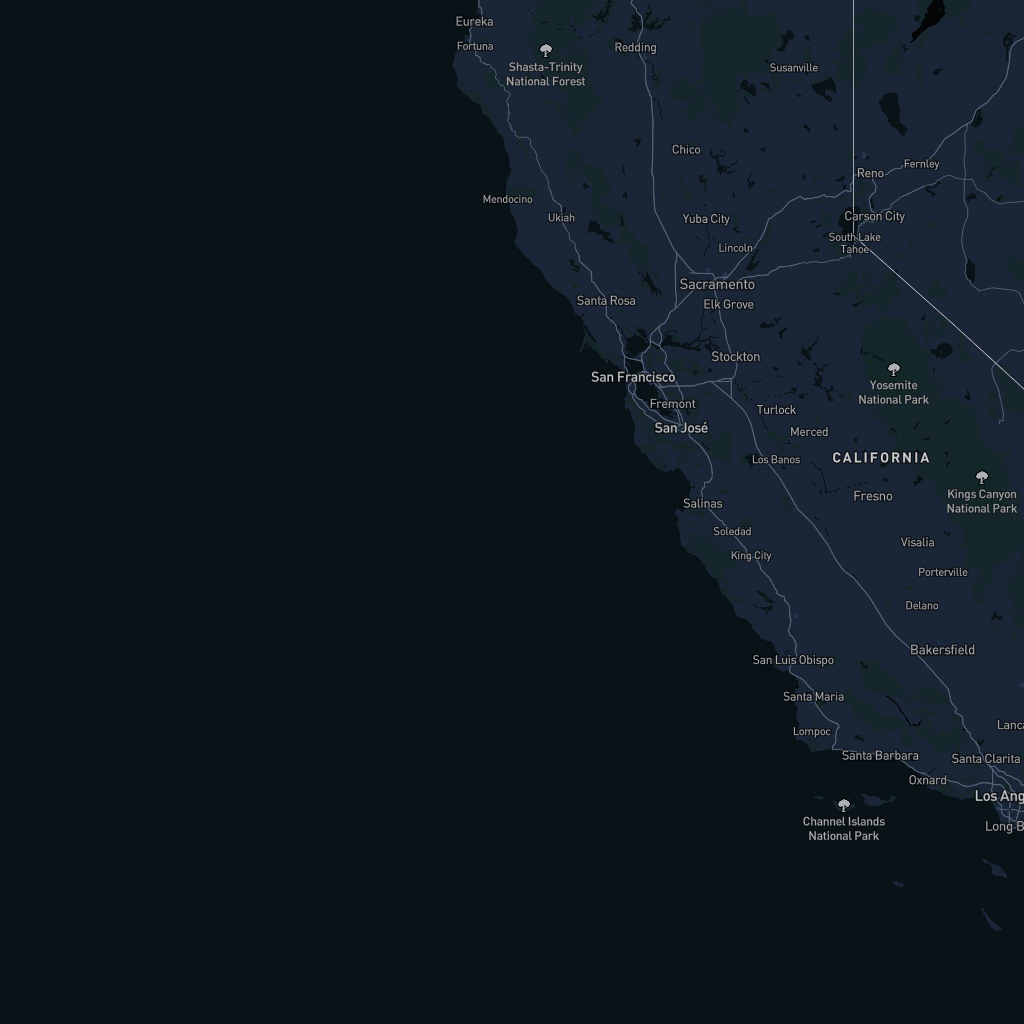 Eureka
Fortuna
Shasta-Trinity
National Forest
Redding
Susanville
Chico
Reno
Fernley
Mendocino
Ukiah
Yuba City
Carson City
Lincoln
South Lake
Tahoe
Sacramento
Santa Rosa
Elk Grove
Stockton
San Francisco
Yosemite
National Park
Fremont
Turlock
San José
Merced
Los Banos
CALIFORNIA
Salinas
Fresno
Kings Canyon
National Park
Soledad
King City
Visalia
Porterville
Delano
San Luis Obispo
Bakersfield
Santa Maria
Lompoc
Lanca
Santa Barbara
Santa Clarita
Oxnard
Los Ang
Channel Islands
National Park
Long B